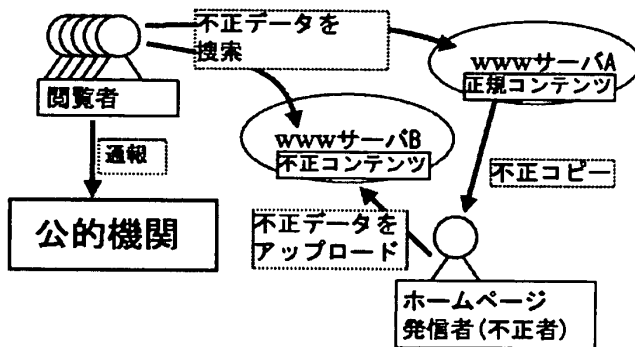 不正データを
捜索
wwwサーバA
正規コンテンツ
閲覧者
wwwサーバB
不正コンテンツ
通報
不正コピー
公的機関
不正データを
アップロード
ホームページ
発信者(不正者)